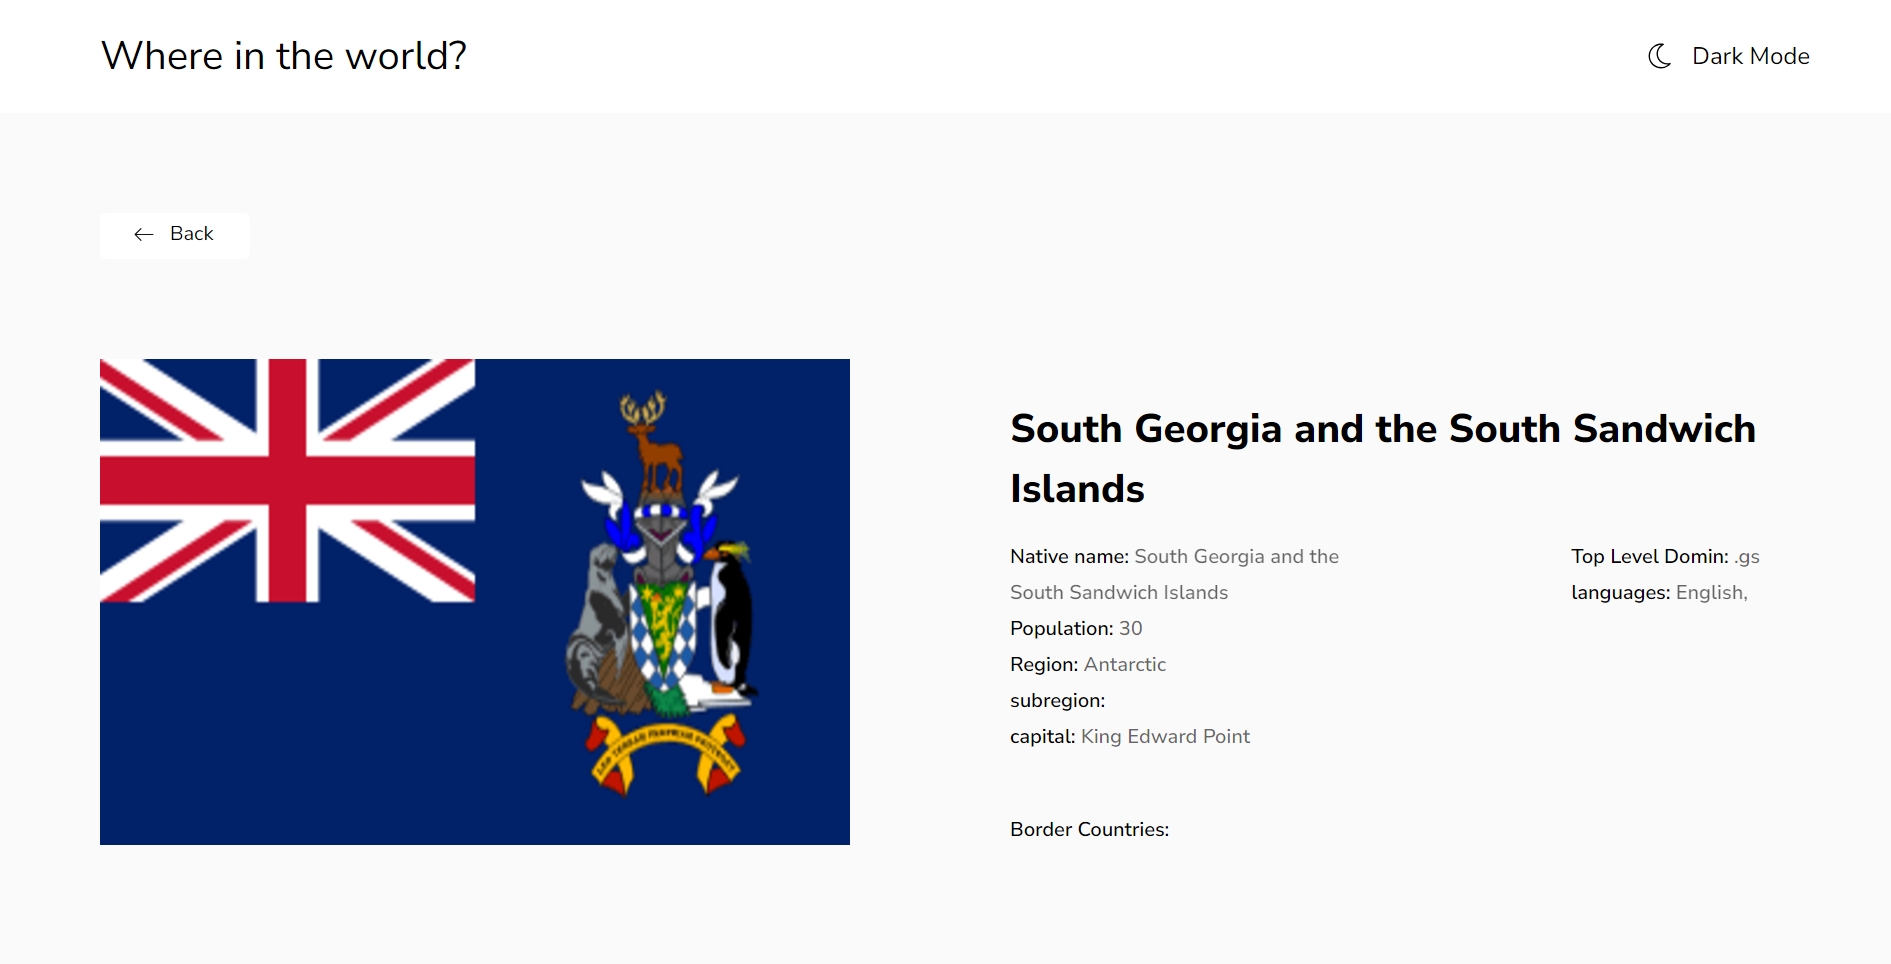 Where in the world?
Dark Mode
Back
South Georgia and the South Sandwich
Islands
Native name: South Georgia and the
South Sandwich Islands
Population: 30
Region: Antarctic
subregion:
capital: King Edward Point
Top Level Domin: .gs
languages: English,
Border Countries: